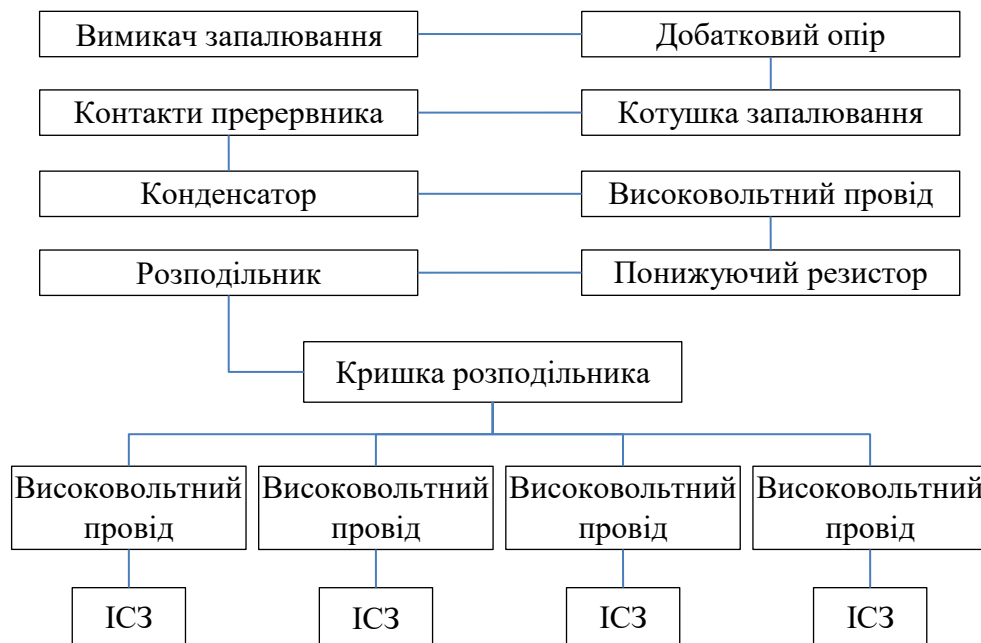 Вимикач запалювання
Добатковий опір
Контакти прерервника
Котушка запалювання
Конденсатор
Високовольтний провід
Розподільник
Понижуючий резистор
Кришка розподільника
Високовольтний
провід
Високовольтний
провід
Високовольтний
провід
Високовольтний
провід
ІСЗ
ІСЗ
ІСЗ
ІСЗ